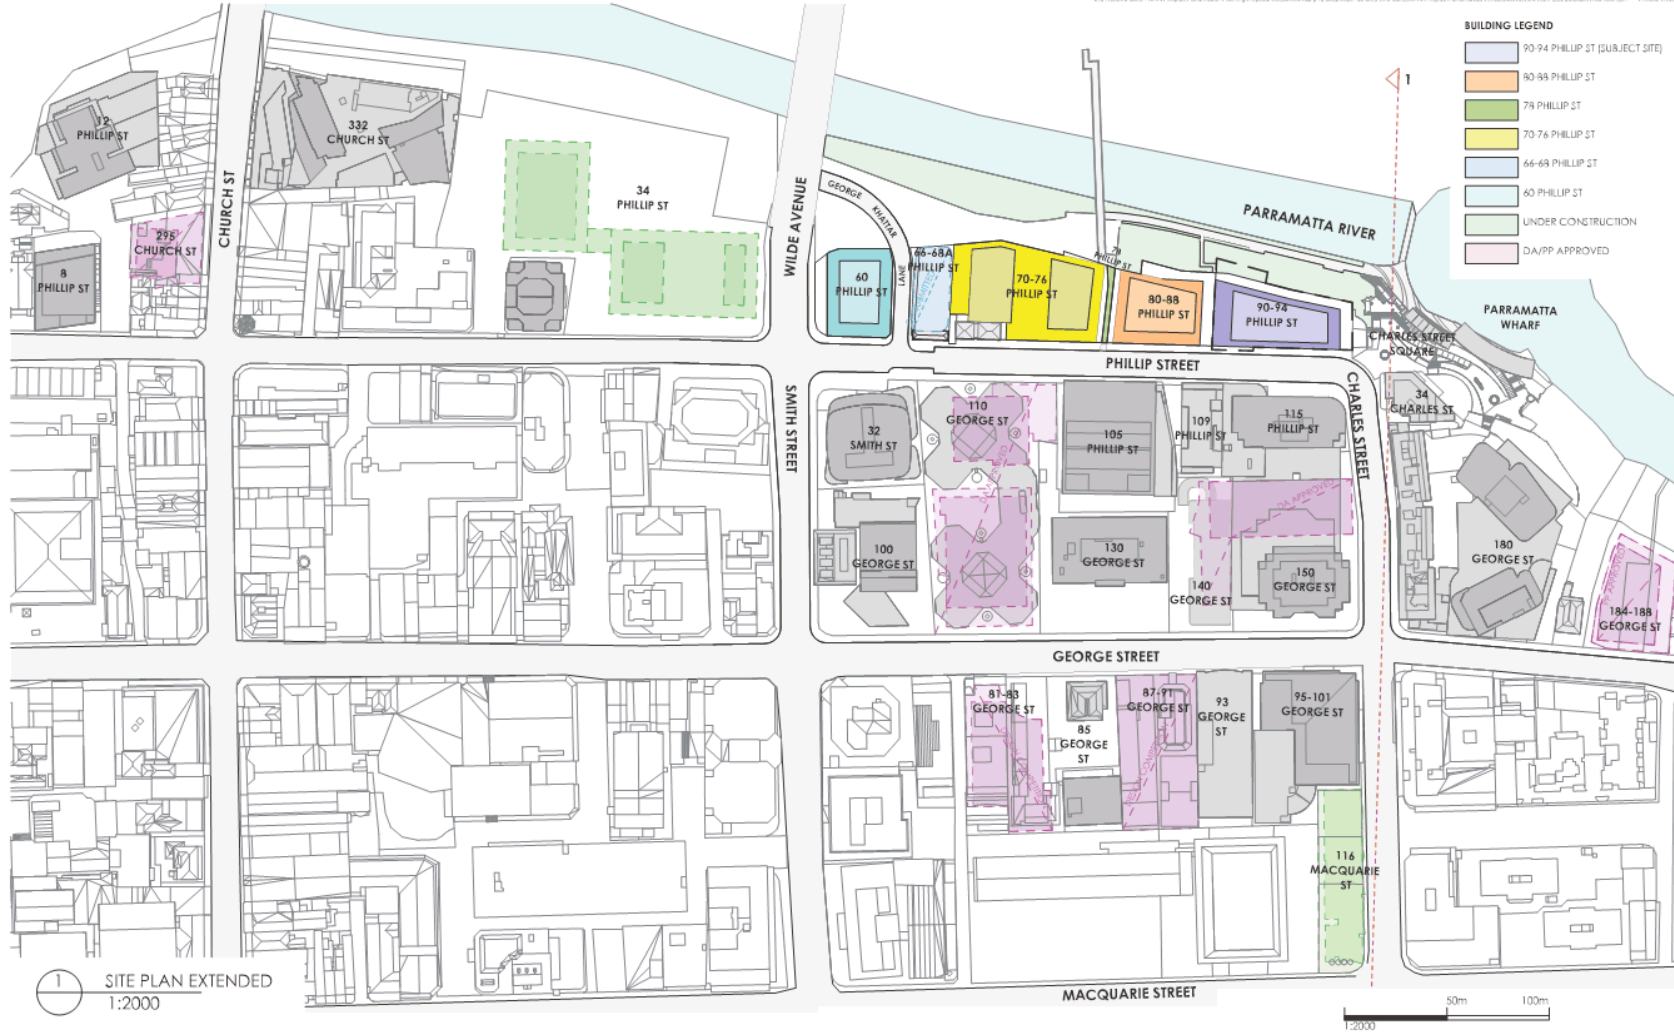 BUILDING LEGEND
90-94 PHILLIP ST (SUBJECT SITE)
80-88 PHILLIP ST
78 PHILLIP ST
70-76 PHILLIP ST
66-68 PHILLIP ST
60 PHILLIP ST
UNDER CONSTRUCTION
DA/PP APPROVED
1
12
PHILLIP ST
332
CHURCH ST
CHURCH ST
34
PHILLIP ST
WILDE AVENUE
GEORGE
KHATTAR
LANE
PARRAMATTA RIVER
295
CHURCH ST
8
PHILLIP ST
60
PHILLIP ST
66-68A
PHILLIP ST
70-76
PHILLIP ST
78
PHILLIP ST
80-88
PHILLIP ST
90-94
PHILLIP ST
PARRAMATTA
WHARF
CHARLES STREET
SQUARE
PHILLIP STREET
SMITH STREET
CHARLES STREET
32
SMITH ST
110
GEORGE ST
105
PHILLIP ST
109
PHILLIP ST
115
PHILLIP ST
34
CHARLES ST
DA APPROVED
DA APPROVED
100
GEORGE ST
130
GEORGE ST
140
GEORGE ST
150
GEORGE ST
180
GEORGE ST
PP APPROVED
184-188
GEORGE ST
GEORGE STREET
81-83
GEORGE ST
85
GEORGE
ST
87-91
GEORGE ST
93
GEORGE
ST
95-101
GEORGE ST
116
MACQUARIE
ST
MACQUARIE STREET
1
SITE PLAN EXTENDED
1:2000
50m
100m
1:2000